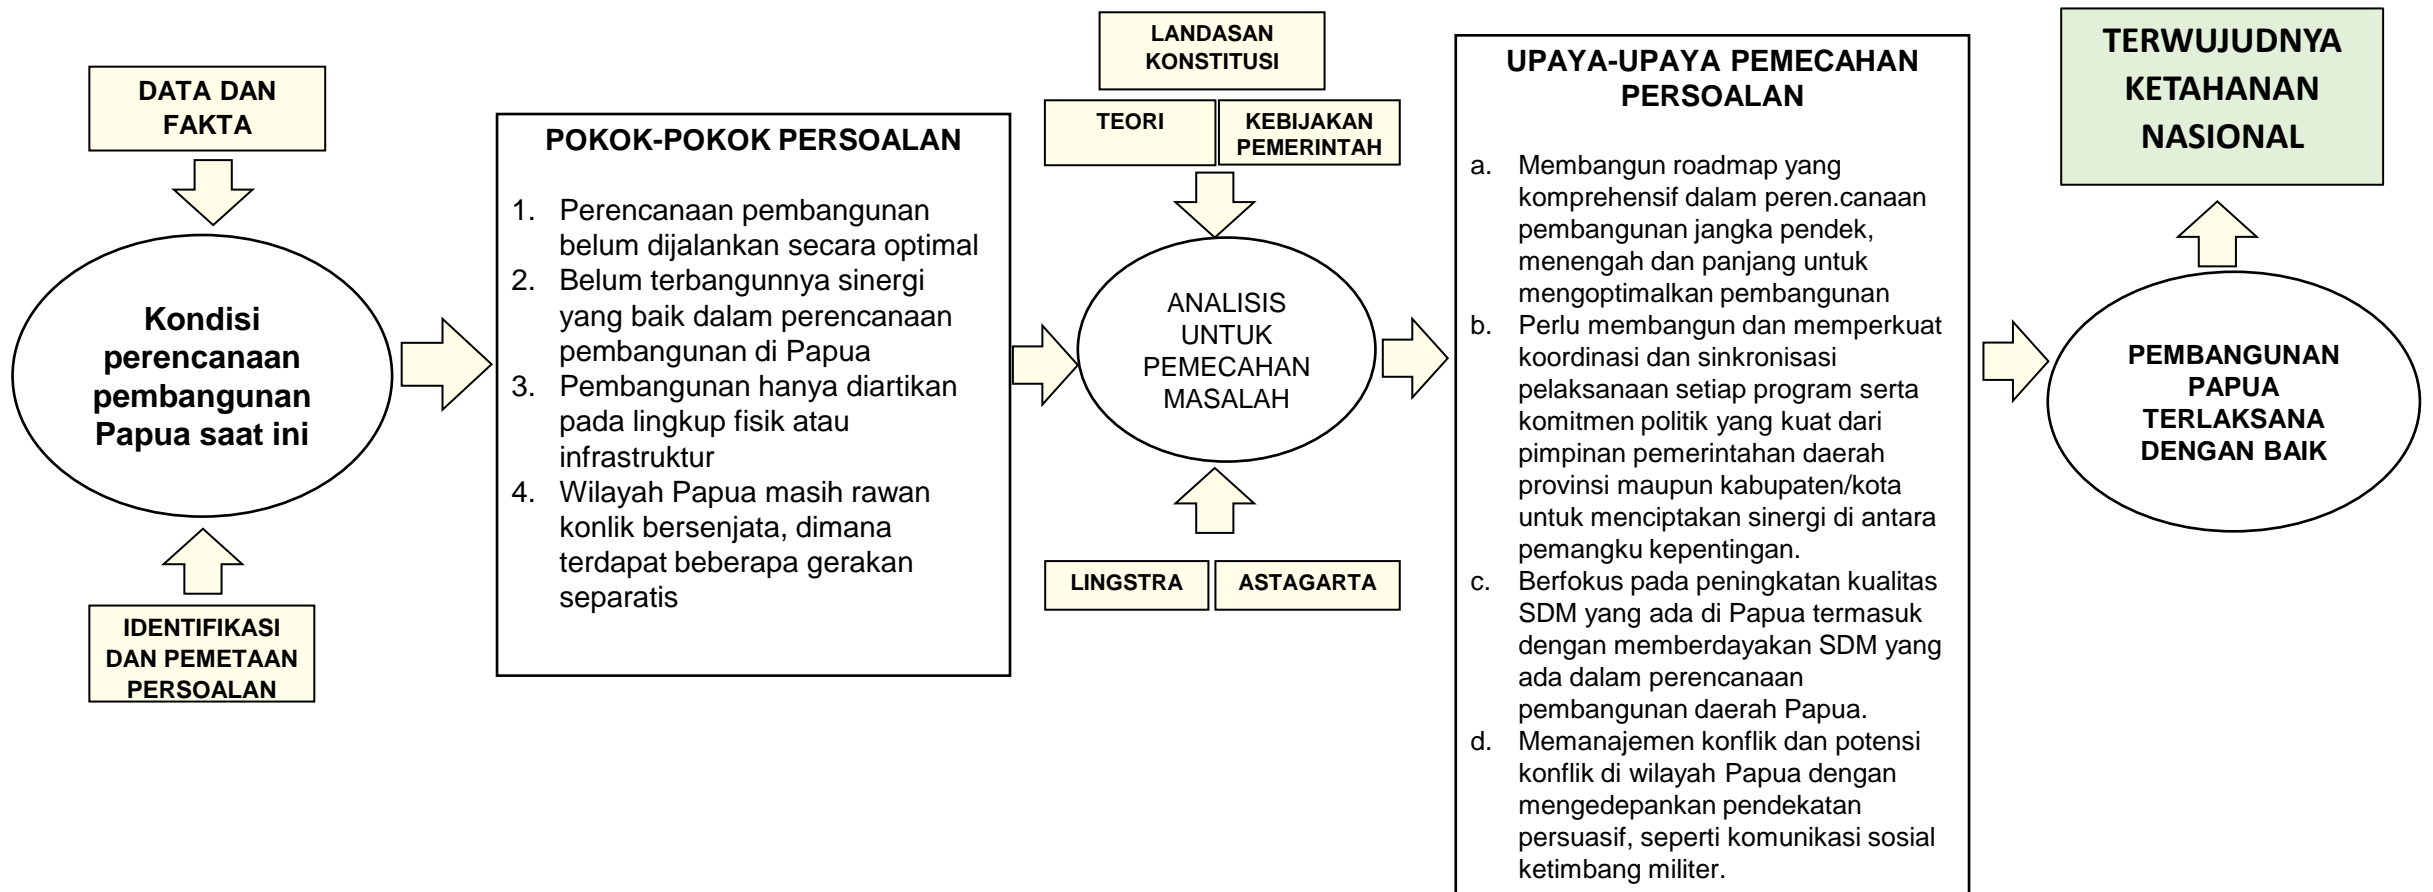 DATA DAN
FAKTA
Kondisi
perencanaan
pembangunan
Papua saat ini
IDENTIFIKASI
DAN PEMETAAN
PERSOALAN
POKOK-POKOK PERSOALAN
1. Perencanaan pembangunan
belum dijalankan secara optimal
2. Belum terbangunnya sinergi
yang baik dalam perencanaan
pembangunan di Papua
3. Pembangunan hanya diartikan
pada lingkup fisik atau
infrastruktur
4. Wilayah Papua masih rawan
konlik bersenjata, dimana
terdapat beberapa gerakan
separatis
LANDASAN
KONSTITUSI
TEORI
KEBIJAKAN
PEMERINTAH
ANALISIS
UNTUK
PEMECAHAN
MASALAH
LINGSTRA
ASTAGARTA
UPAYA-UPAYA PEMECAHAN
PERSOALAN
a. Membangun roadmap yang
komprehensif dalam peren.canaan
pembangunan jangka pendek,
menengah dan panjang untuk
mengoptimalkan pembangunan
b. Perlu membangun dan memperkuat
koordinasi dan sinkronisasi
pelaksanaan setiap program serta
komitmen politik yang kuat dari
pimpinan pemerintahan daerah
provinsi maupun kabupaten/kota
untuk menciptakan sinergi di antara
pemangku kepentingan.
c. Berfokus pada peningkatan kualitas
SDM yang ada di Papua termasuk
dengan memberdayakan SDM yang
ada dalam perencanaan
pembangunan daerah Papua.
d. Memanajemen konflik dan potensi
konflik di wilayah Papua dengan
mengedepankan pendekatan
persuasif, seperti komunikasi sosial
ketimbang militer.
TERWUJUDNYA
KETAHANAN
NASIONAL
PEMBANGUNAN
PAPUA
TERLAKSANA
DENGAN BAIK